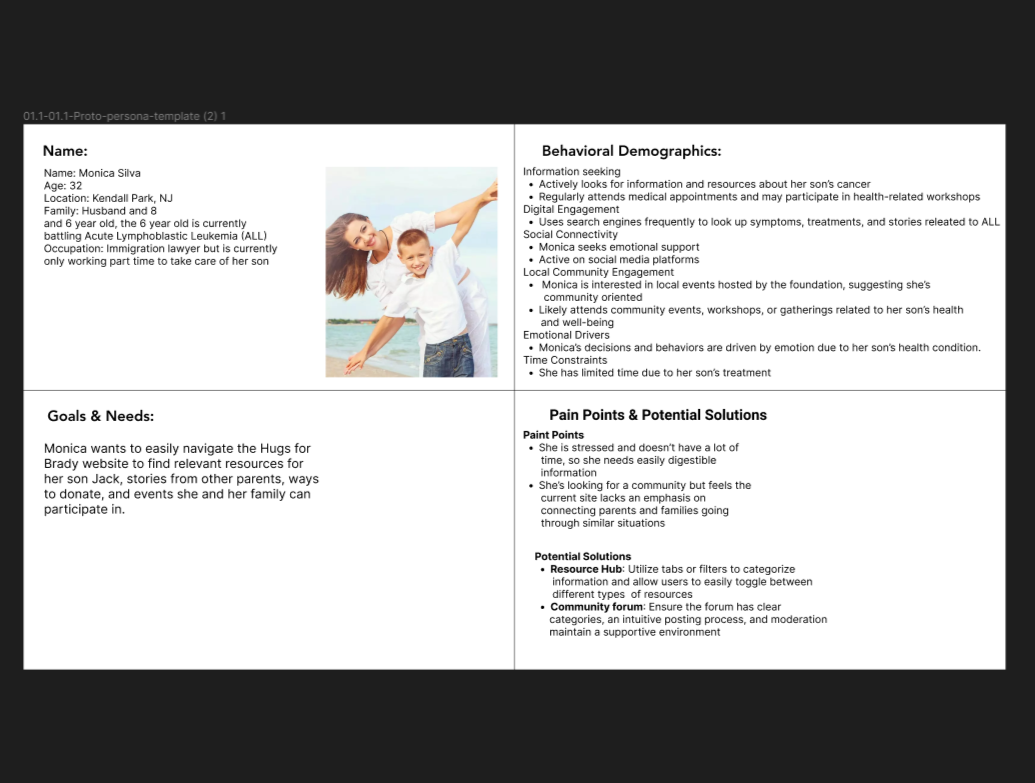 01.1-01.1-Proto-persona-template (2) 1
Name:
Name: Monica Silva
Age: 32
Location: Kendall Park, NJ
Family: Husband and 8
and 6 year old, the 6 year old is currently
battling Acute Lymphoblastic Leukemia (ALL)
Occupation: Immigration lawyer but is currently
only working part time to take care of her son
Behavioral Demographics:
Information seeking
• Actively looks for information and resources about her son's cancer
• Regularly attends medical appointments and may participate in health-related workshops
Digital Engagement
• Uses search engines frequently to look up symptoms, treatments, and stories releated to ALL
Social Connectivity
• Monica seeks emotional support
• Active on social media platforms
Local Community Engagement
• Monica is interested in local events hosted by the foundation, suggesting she's
community oriented
• Likely attends community events, workshops, or gatherings related to her son's health
and well-being
Emotional Drivers
• Monica's decisions and behaviors are driven by emotion due to her son's health condition.
Time Constraints
• She has limited time due to her son's treatment
Goals & Needs:
Monica wants to easily navigate the Hugs for
Brady website to find relevant resources for
her son Jack, stories from other parents, ways
to donate, and events she and her family can
participate in.
Pain Points & Potential Solutions
Paint Points
• She is stressed and doesn't have a lot of
time, so she needs easily digestible
information
• She's looking for a community but feels the
current site lacks an emphasis on
connecting parents and families going
through similar situations
Potential Solutions
• Resource Hub: Utilize tabs or filters to categorize
information and allow users to easily toggle between
different types of resources
• Community forum: Ensure the forum has clear
categories, an intuitive posting process, and moderation
maintain a supportive environment